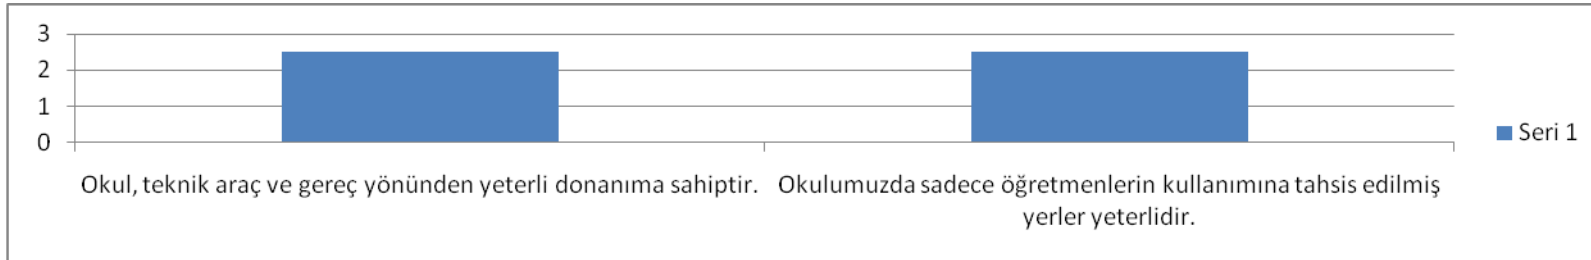 3
2
1
0
Okul, teknik araç ve gereç yönünden yeterli donanıma sahiptir.
Okulumuzda sadece öğretmenlerin kullanımına tahsis edilmiş
yerler yeterlidir.
Seri 1